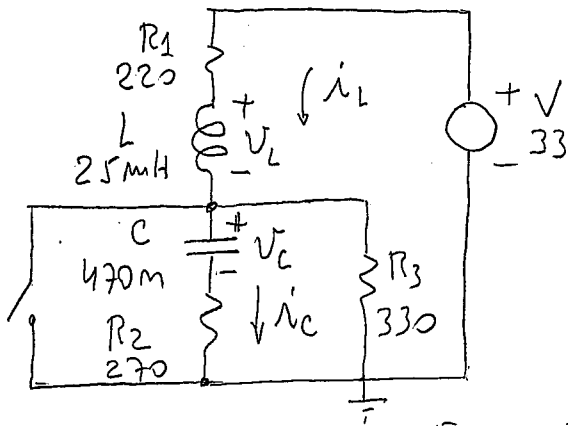 R1
220
+
iL
+ V
- 33
L
25mH
VL
-
C
470n
+
VC
-
R2
270
iC
R3
330